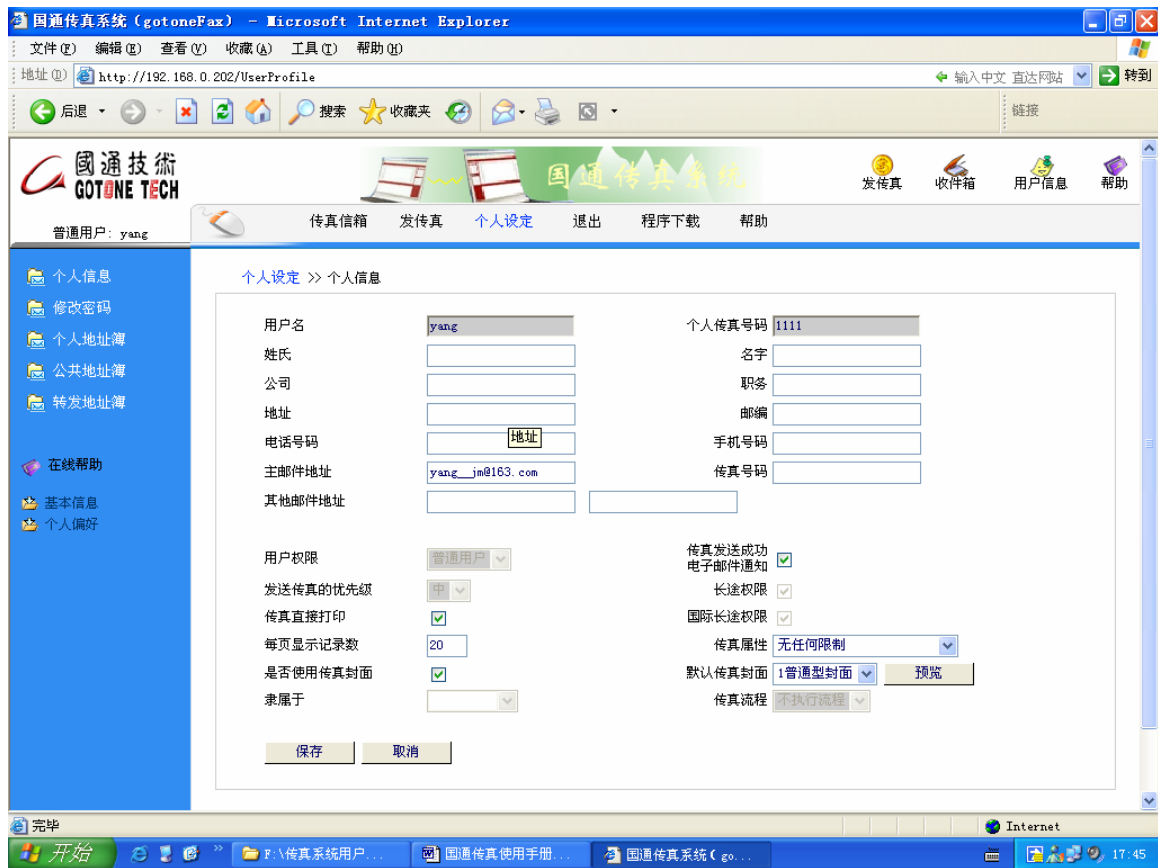 国通传真系统（gotoneFax） - Microsoft Internet Explorer
文件(F) 编辑(E) 查看(V) 收藏(A) 工具(T) 帮助(H)
地址(D) http://192.168.0.202/UserProfile 输入中文 直达网站 转到
后退 搜索 收藏夹 链接
國通技術
GOTONE TECH
国通传真系统
发传真 收件箱 用户信息 帮助
普通用户: yang
传真信箱 发传真 个人设定 退出 程序下载 帮助
个人信息
修改密码
个人地址簿
公共地址簿
转发地址簿
在线帮助
基本信息
个人偏好
个人设定 >> 个人信息
用户名 yang 个人传真号码 1111
姓氏 名字
公司 职务
地址 邮编
地址
电话号码 手机号码
主邮件地址 yang__jm@163.com 传真号码
其他邮件地址
用户权限 普通用户 传真发送成功
电子邮件通知
发送传真的优先级 中 长途权限
传真直接打印 国际长途权限
每页显示记录数 20 传真属性 无任何限制
是否使用传真封面 默认传真封面 1普通型封面 预览
隶属于 传真流程 不执行流程
保存 取消
完毕 Internet
开始 » F:\传真系统用户... 国通传真使用手册... 国通传真系统( go... 17:45